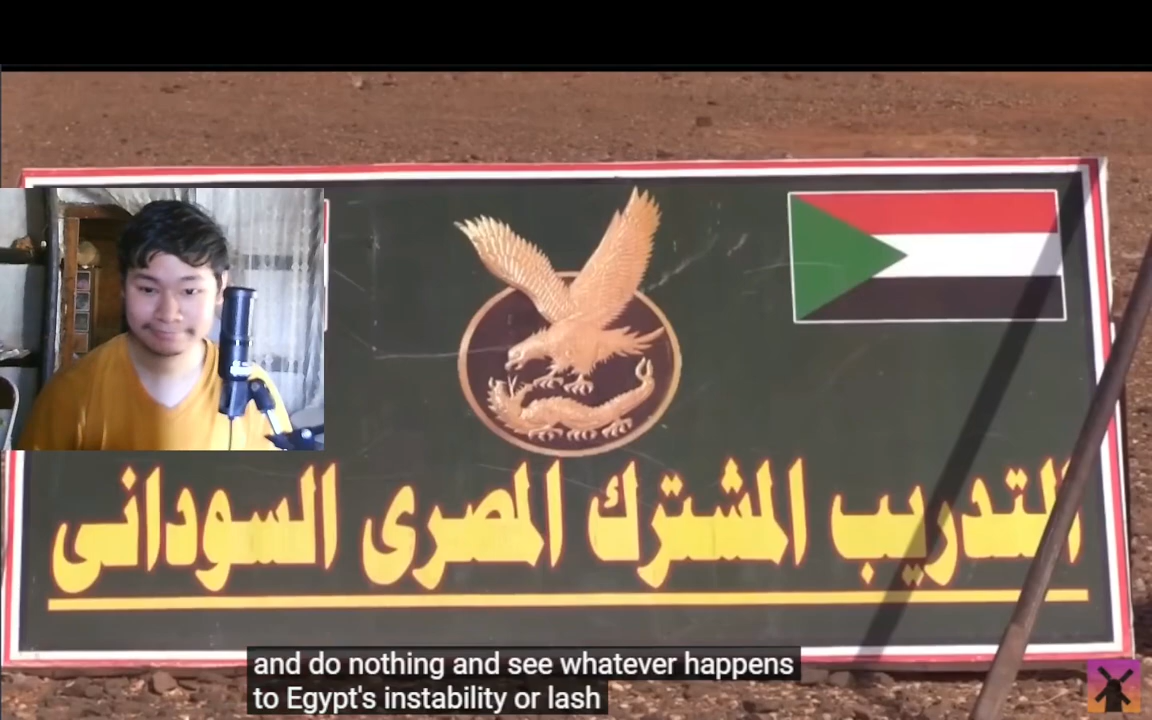 التدريب المشترك المصرى السودانى
and do nothing and see whatever happens
to Egypt's instability or lash